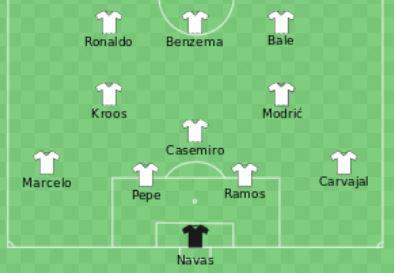 Ronaldo
Benzema
Bale
Kroos
Modrić
Casemiro
Marcelo
Pepe
Ramos
Carvajal
Navas